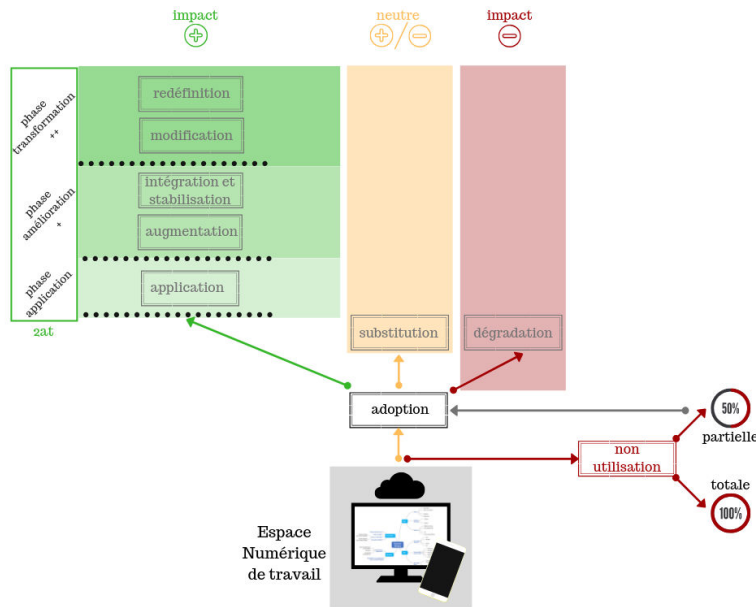 impact
neutre
impact
phase
transformation
++
redéfinition
modification
phase
amélioration
+
intégration et
stabilisation
augmentation
phase
application
application
2at
substitution
dégradation
adoption
50%
partielle
non
utilisation
totale
100%
Espace
Numérique
de travail